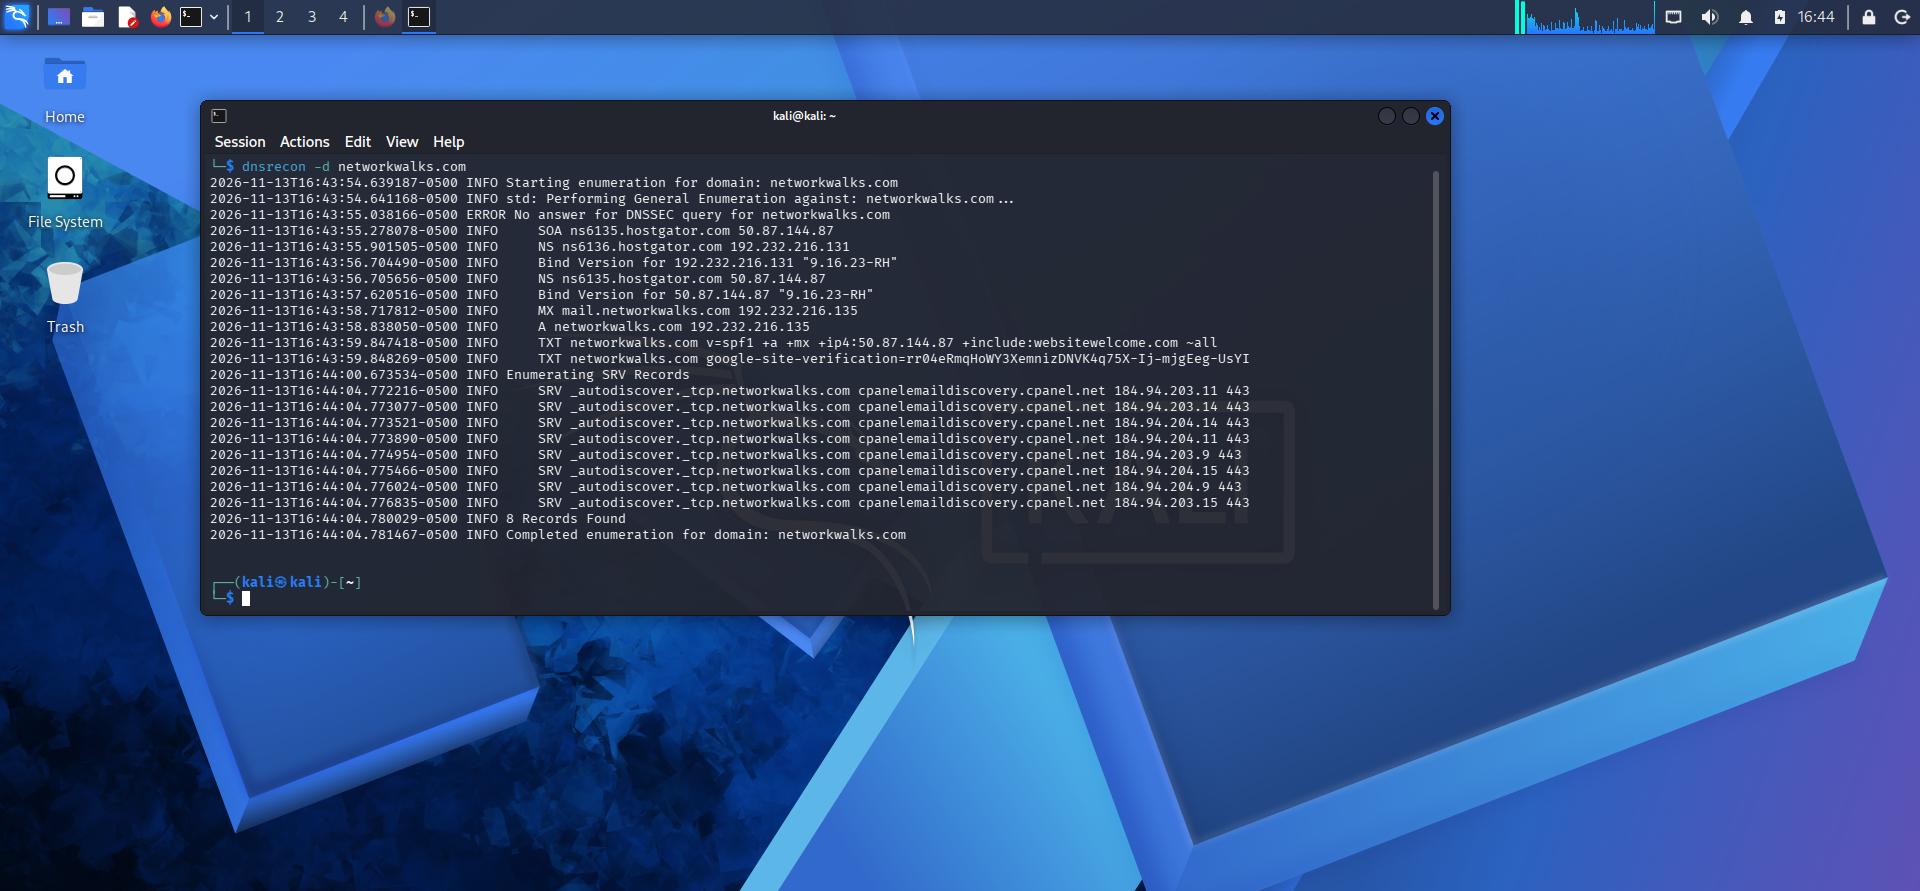 1 2 3 4
16:44
Home
File System
Trash
kali@kali: ~
Session Actions Edit View Help
└─$ dnsrecon -d networkwalks.com
2026-11-13T16:43:54.639187-0500 INFO Starting enumeration for domain: networkwalks.com
2026-11-13T16:43:54.641168-0500 INFO std: Performing General Enumeration against: networkwalks.com...
2026-11-13T16:43:55.038166-0500 ERROR No answer for DNSSEC query for networkwalks.com
2026-11-13T16:43:55.278078-0500 INFO SOA ns6135.hostgator.com 50.87.144.87
2026-11-13T16:43:55.901505-0500 INFO NS ns6136.hostgator.com 192.232.216.131
2026-11-13T16:43:56.704490-0500 INFO Bind Version for 192.232.216.131 "9.16.23-RH"
2026-11-13T16:43:56.705656-0500 INFO NS ns6135.hostgator.com 50.87.144.87
2026-11-13T16:43:57.620516-0500 INFO Bind Version for 50.87.144.87 "9.16.23-RH"
2026-11-13T16:43:58.717812-0500 INFO MX mail.networkwalks.com 192.232.216.135
2026-11-13T16:43:58.838050-0500 INFO A networkwalks.com 192.232.216.135
2026-11-13T16:43:59.847418-0500 INFO TXT networkwalks.com v=spf1 +a +mx +ip4:50.87.144.87 +include:websitewelcome.com ~all
2026-11-13T16:43:59.848269-0500 INFO TXT networkwalks.com google-site-verification=rr04eRmqHoWY3XemnizDNVK4q75X-Ij-mjgEeg-UsYI
2026-11-13T16:44:00.673534-0500 INFO Enumerating SRV Records
2026-11-13T16:44:04.772216-0500 INFO SRV _autodiscover._tcp.networkwalks.com cpanelemaildiscovery.cpanel.net 184.94.203.11 443
2026-11-13T16:44:04.773077-0500 INFO SRV _autodiscover._tcp.networkwalks.com cpanelemaildiscovery.cpanel.net 184.94.203.14 443
2026-11-13T16:44:04.773521-0500 INFO SRV _autodiscover._tcp.networkwalks.com cpanelemaildiscovery.cpanel.net 184.94.204.14 443
2026-11-13T16:44:04.773890-0500 INFO SRV _autodiscover._tcp.networkwalks.com cpanelemaildiscovery.cpanel.net 184.94.204.11 443
2026-11-13T16:44:04.774954-0500 INFO SRV _autodiscover._tcp.networkwalks.com cpanelemaildiscovery.cpanel.net 184.94.203.9 443
2026-11-13T16:44:04.775466-0500 INFO SRV _autodiscover._tcp.networkwalks.com cpanelemaildiscovery.cpanel.net 184.94.204.15 443
2026-11-13T16:44:04.776024-0500 INFO SRV _autodiscover._tcp.networkwalks.com cpanelemaildiscovery.cpanel.net 184.94.204.9 443
2026-11-13T16:44:04.776835-0500 INFO SRV _autodiscover._tcp.networkwalks.com cpanelemaildiscovery.cpanel.net 184.94.203.15 443
2026-11-13T16:44:04.780029-0500 INFO 8 Records Found
2026-11-13T16:44:04.781467-0500 INFO Completed enumeration for domain: networkwalks.com
┌──(kali㉿kali)-[~]
└─$
KALI